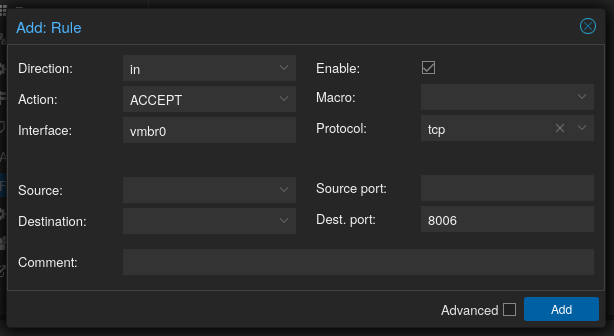 Add: Rule
Direction: in Enable:
Action: ACCEPT Macro:
Interface: vmbr0 Protocol: tcp
Source: Source port:
Destination: Dest. port: 8006
Comment:
Advanced Add